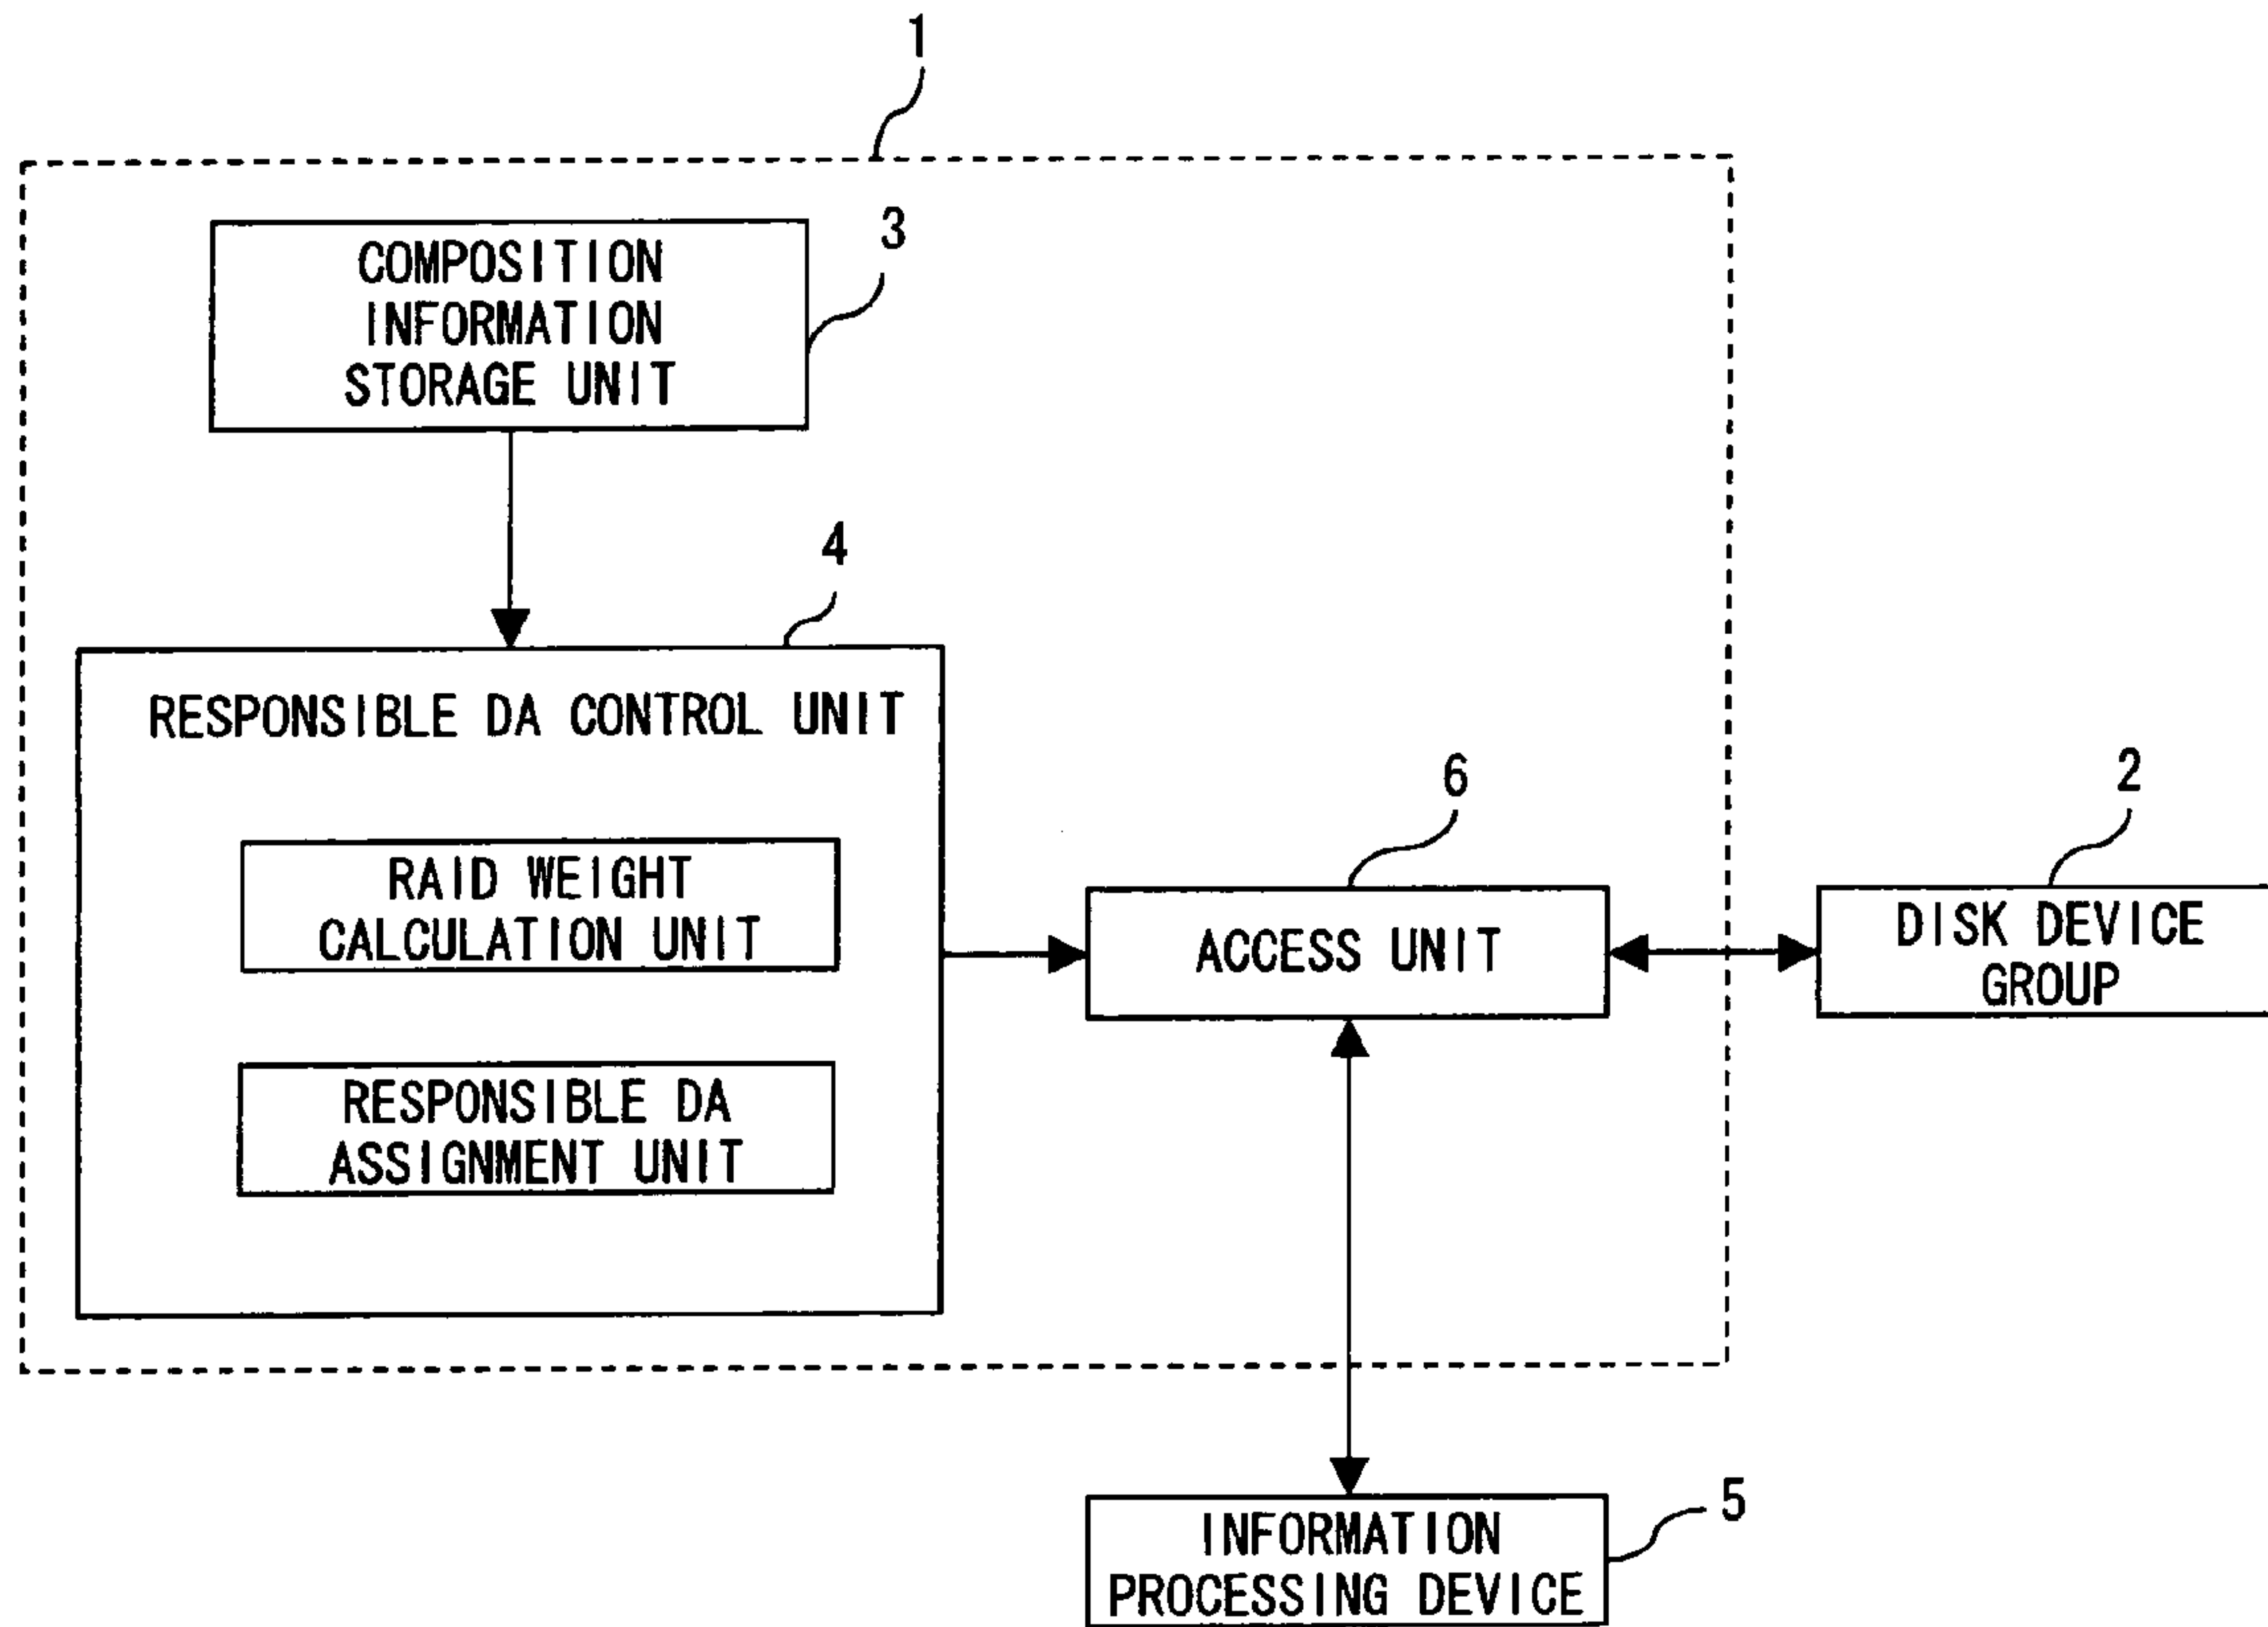 1
3
COMPOSITION
INFORMATION
STORAGE UNIT
4
RESPONSIBLE DA CONTROL UNIT
RAID WEIGHT
CALCULATION UNIT
RESPONSIBLE DA
ASSIGNMENT UNIT
6
ACCESS UNIT
2
DISK DEVICE
GROUP
5
INFORMATION
PROCESSING DEVICE